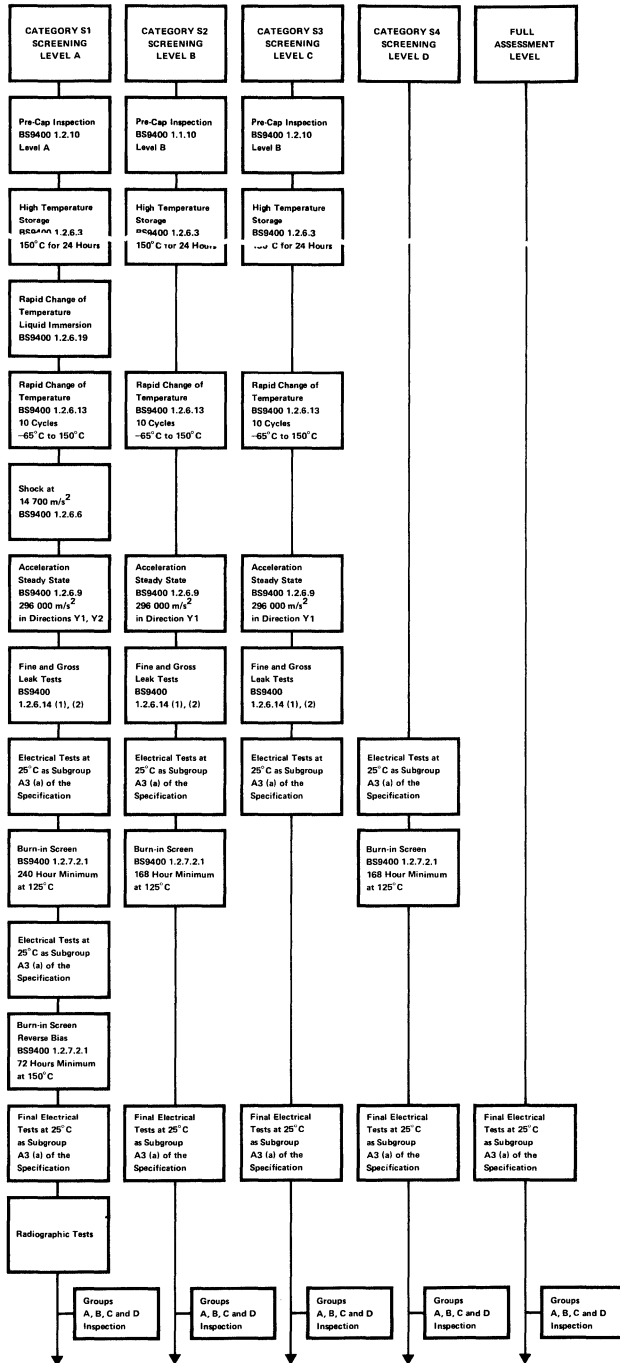 CATEGORY S1
SCREENING
LEVEL A
Pre-Cap Inspection
BS9400 1.2.10
Level A
High Temperature
Storage
BS9400 1.2.6.3
150°C for 24 Hours
Rapid Change of
Temperature
Liquid Immersion
BS9400 1.2.6.19
Rapid Change of
Temperature
BS9400 1.2.6.13
10 Cycles
−65°C to 150°C
Shock at
14 700 m/s²
BS9400 1.2.6.6
Acceleration
Steady State
BS9400 1.2.6.9
296 000 m/s²
in Directions Y1, Y2
Fine and Gross
Leak Tests
BS9400
1.2.6.14 (1), (2)
Electrical Tests at
25°C as Subgroup
A3 (a) of the
Specification
Burn-in Screen
BS9400 1.2.7.2.1
240 Hour Minimum
at 125°C
Electrical Tests at
25°C as Subgroup
A3 (a) of the
Specification
Burn-in Screen
Reverse Bias
BS9400 1.2.7.2.1
72 Hours Minimum
at 150°C
Final Electrical
Tests at 25°C
as Subgroup
A3 (a) of the
Specification
Radiographic Tests
Groups
A, B, C and D
Inspection
CATEGORY S2
SCREENING
LEVEL B
Pre-Cap Inspection
BS9400 1.1.10
Level B
High Temperature
Storage
BS9400 1.2.6.3
150°C for 24 Hours
Rapid Change of
Temperature
BS9400 1.2.6.13
10 Cycles
−65°C to 150°C
Acceleration
Steady State
BS9400 1.2.6.9
296 000 m/s²
in Direction Y1
Fine and Gross
Leak Tests
BS9400
1.2.6.14 (1), (2)
Electrical Tests at
25°C as Subgroup
A3 (a) of the
Specification
Burn-in Screen
BS9400 1.2.7.2.1
168 Hour Minimum
at 125°C
Final Electrical
Tests at 25°C
as Subgroup
A3 (a) of the
Specification
Groups
A, B, C and D
Inspection
CATEGORY S3
SCREENING
LEVEL C
Pre-Cap Inspection
BS9400 1.2.10
Level B
High Temperature
Storage
BS9400 1.2.6.3
for 24 Hours
Rapid Change of
Temperature
BS9400 1.2.6.13
10 Cycles
−65°C to 150°C
Acceleration
Steady State
BS9400 1.2.6.9
296 000 m/s²
in Direction Y1
Fine and Gross
Leak Tests
BS9400
1.2.6.14 (1), (2)
Electrical Tests at
25°C as Subgroup
A3 (a) of the
Specification
Final Electrical
Tests at 25°C
as Subgroup
A3 (a) of the
Specification
Groups
A, B, C and D
Inspection
CATEGORY S4
SCREENING
LEVEL D
Electrical Tests at
25°C as Subgroup
A3 (a) of the
Specification
Burn-in Screen
BS9400 1.2.7.2.1
168 Hour Minimum
at 125°C
Final Electrical
Tests at 25°C
as Subgroup
A3 (a) of the
Specification
Groups
A, B, C and D
Inspection
FULL
ASSESSMENT
LEVEL
Final Electrical
Tests at 25°C
as Subgroup
A3 (a) of the
Specification
Groups
A, B, C and D
Inspection